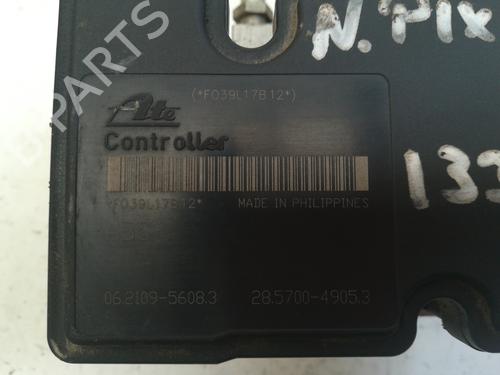 N. PIX
B-PARTS
(*F039L17B12*)
Ate
Controller
133
*F039L17B12* MADE IN PHILIPPINES
06.2109-5608.3 28.5700-4905.3